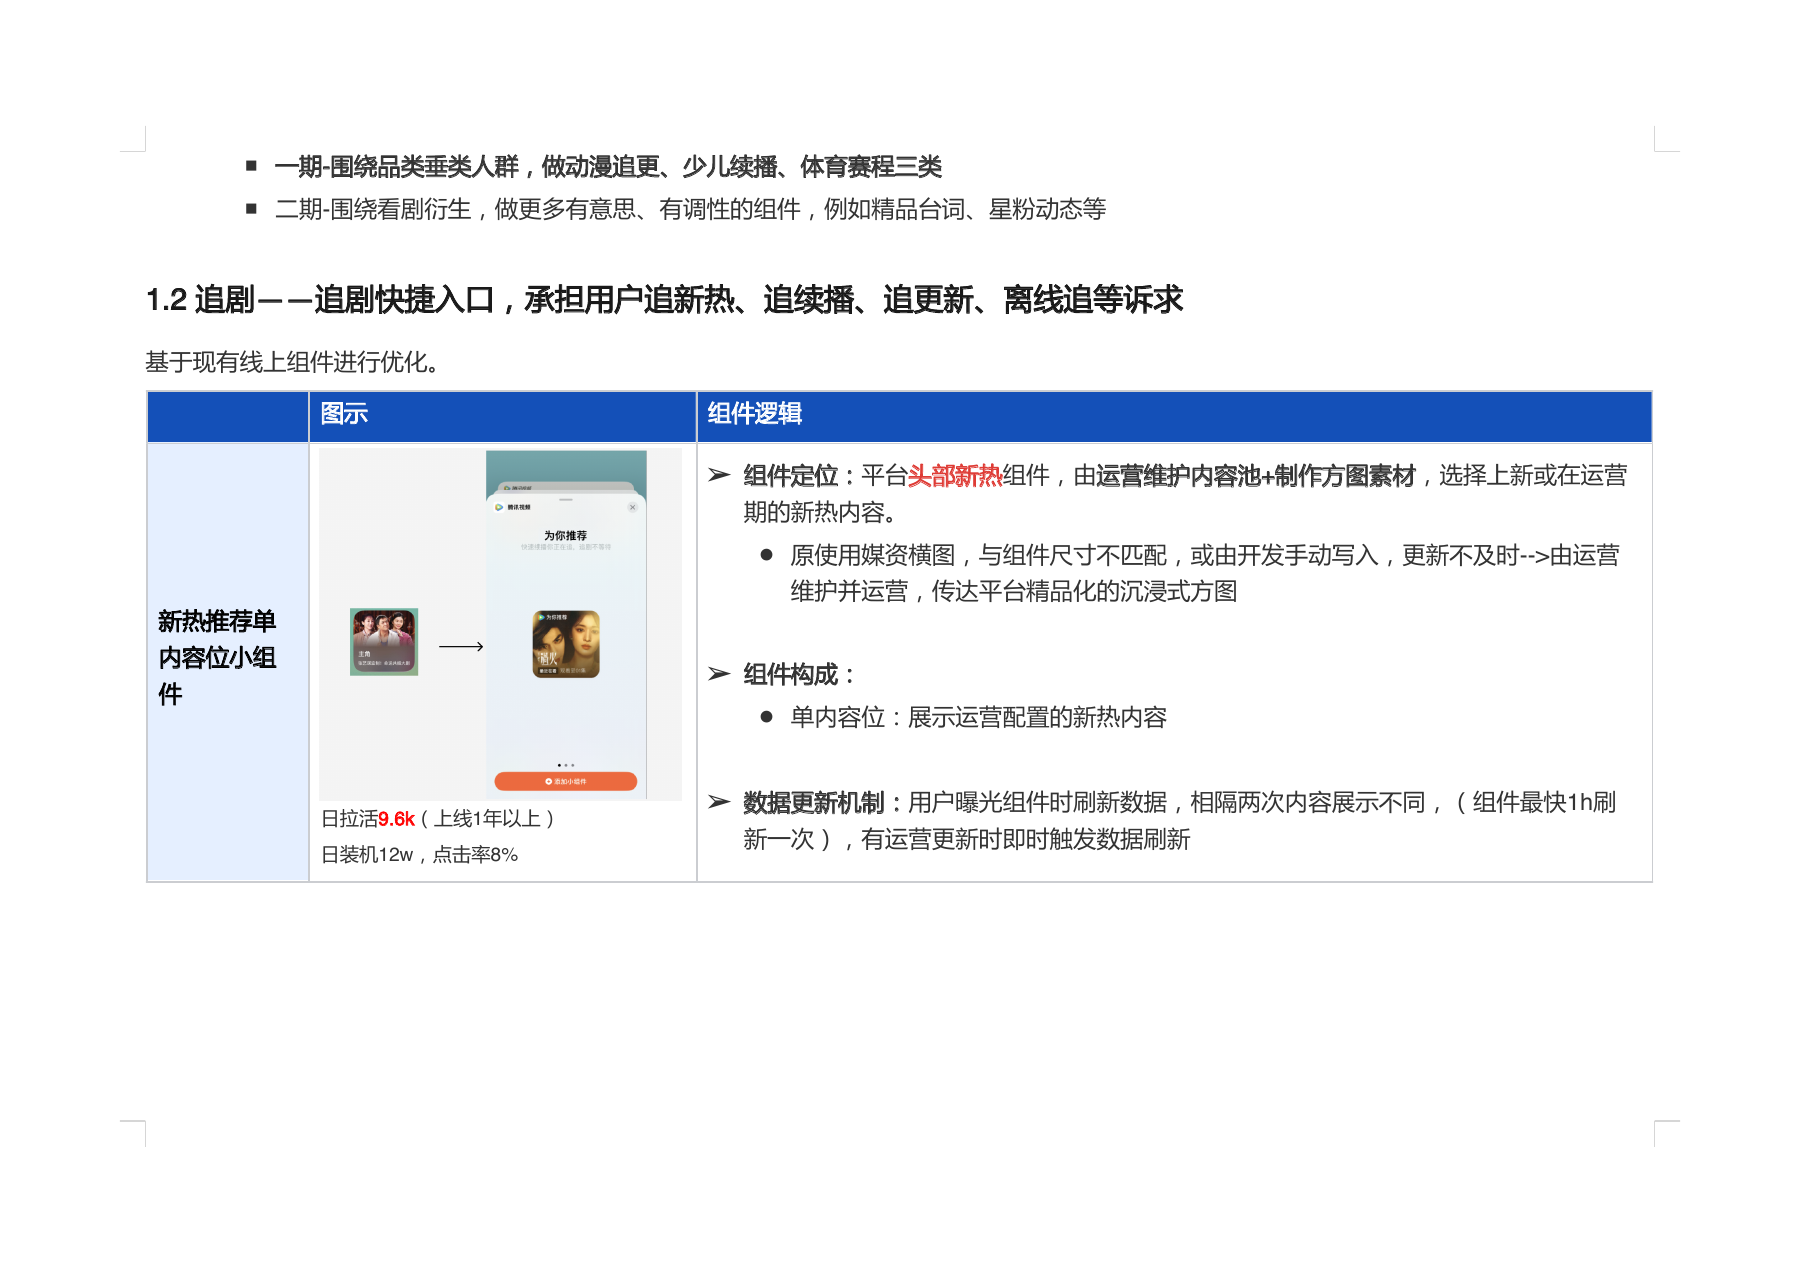 ■ 一期-围绕品类垂类人群，做动漫追更、少儿续播、体育赛程三类
■ 二期-围绕看剧衍生，做更多有意思、有调性的组件，例如精品台词、星粉动态等
1.2 追剧——追剧快捷入口，承担用户追新热、追续播、追更新、离线追等诉求
基于现有线上组件进行优化。
图示
组件逻辑
新热推荐单
内容位小组
件
腾讯视频
为你推荐
主角
为你推荐
添加小组件
日拉活9.6k（上线1年以上）
日装机12w，点击率8%
➢ 组件定位：平台头部新热组件，由运营维护内容池+制作方图素材，选择上新或在运营
期的新热内容。
● 原使用媒资横图，与组件尺寸不匹配，或由开发手动写入，更新不及时-->由运营
维护并运营，传达平台精品化的沉浸式方图
➢ 组件构成：
● 单内容位：展示运营配置的新热内容
➢ 数据更新机制：用户曝光组件时刷新数据，相隔两次内容展示不同，（组件最快1h刷
新一次），有运营更新时即时触发数据刷新